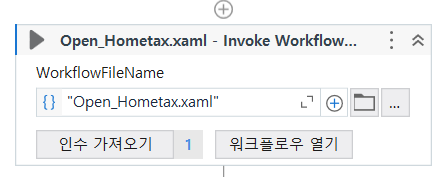 Open_Hometax.xaml - Invoke Workflow...
WorkflowFileName
{} "Open_Hometax.xaml" ...
인수 가져오기 1 워크플로우 열기